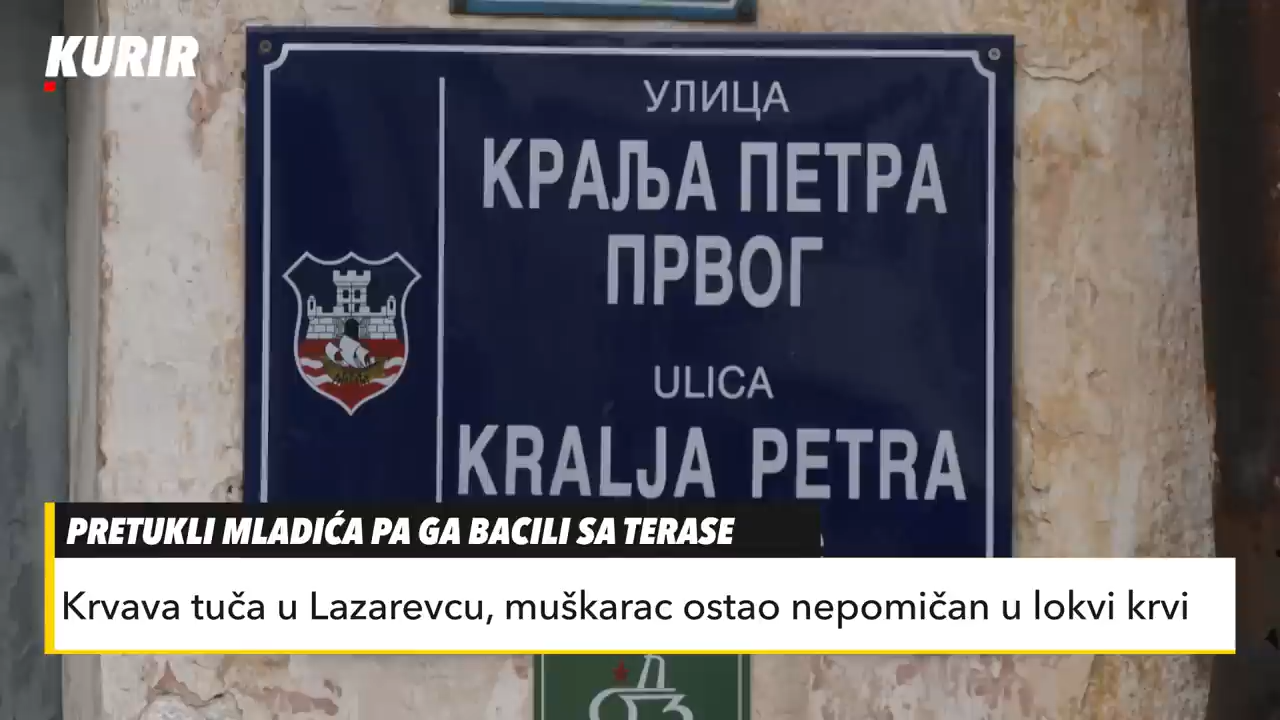 KURIR
УЛИЦА
КРАЉА ПЕТРА
ПРВОГ
ULICA
KRALJA PETRA
PRETUKLI MLADIĆA PA GA BACILI SA TERASE
Krvava tuča u Lazarevcu, muškarac ostao nepomičan u lokvi krvi